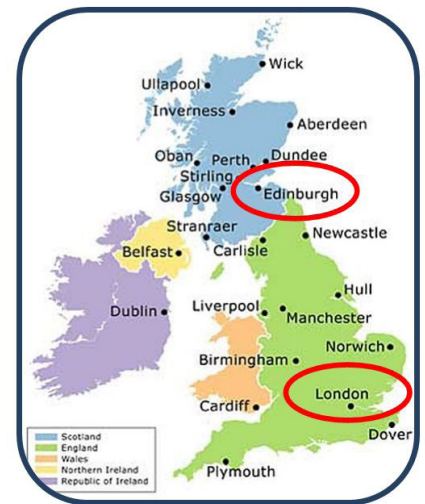 Wick
Ullapool
Inverness
Aberdeen
Oban
Perth
Dundee
Stirling
Glasgow
Edinburgh
Stranraer
Newcastle
Belfast
Carlisle
Hull
Dublin
Liverpool
Manchester
Norwich
Birmingham
London
Cardiff
Dover
Plymouth
Scotland
England
Wales
Northern Ireland
Republic of Ireland